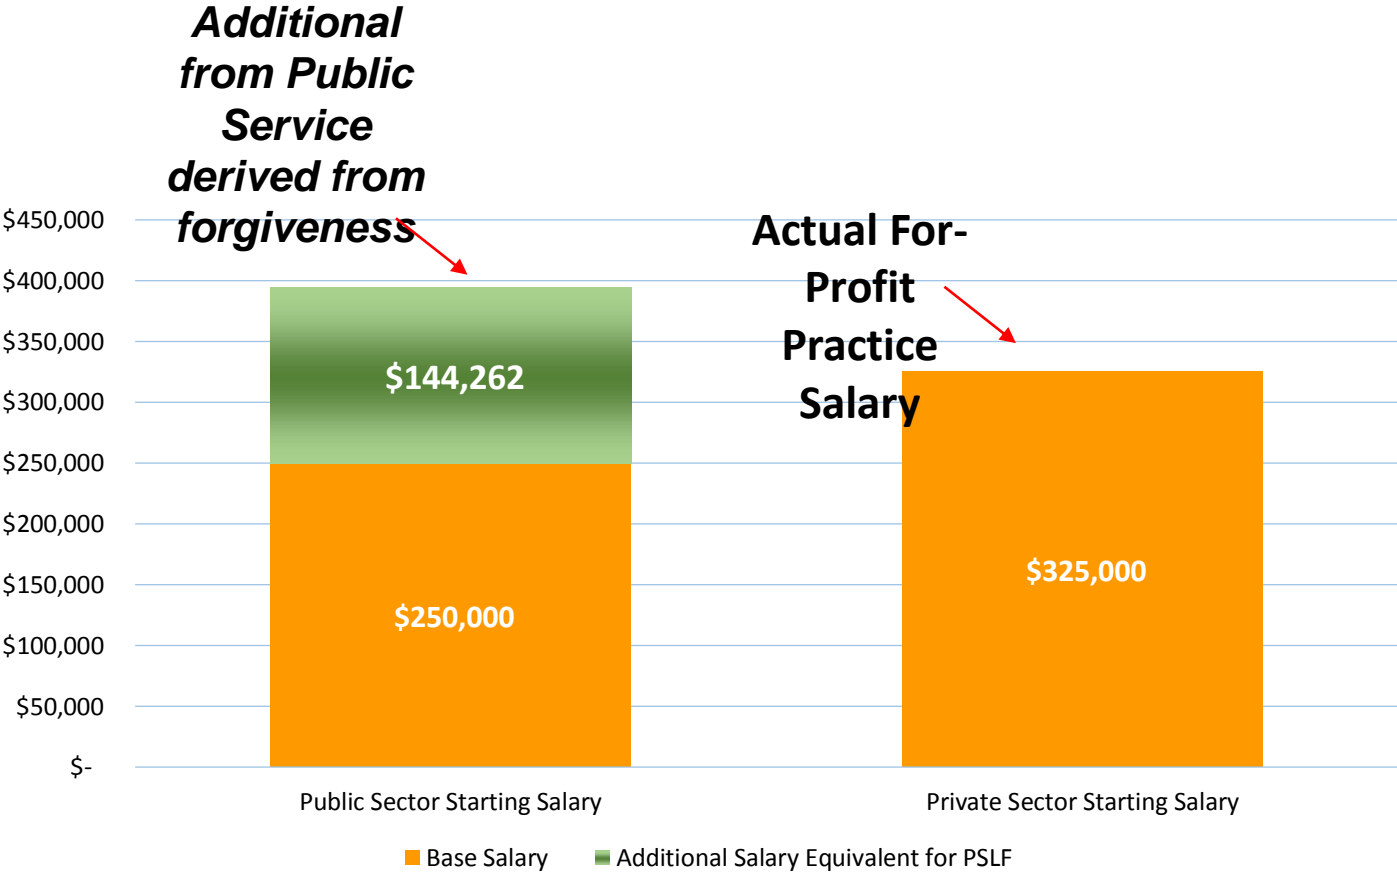 Additional
from Public
Service
derived from
forgiveness
Actual For-
Profit
Practice
Salary
$450,000
$400,000
$350,000
$300,000
$250,000
$200,000
$150,000
$100,000
$50,000
$-
$144,262
$250,000
$325,000
Public Sector Starting Salary
Private Sector Starting Salary
Base Salary
Additional Salary Equivalent for PSLF